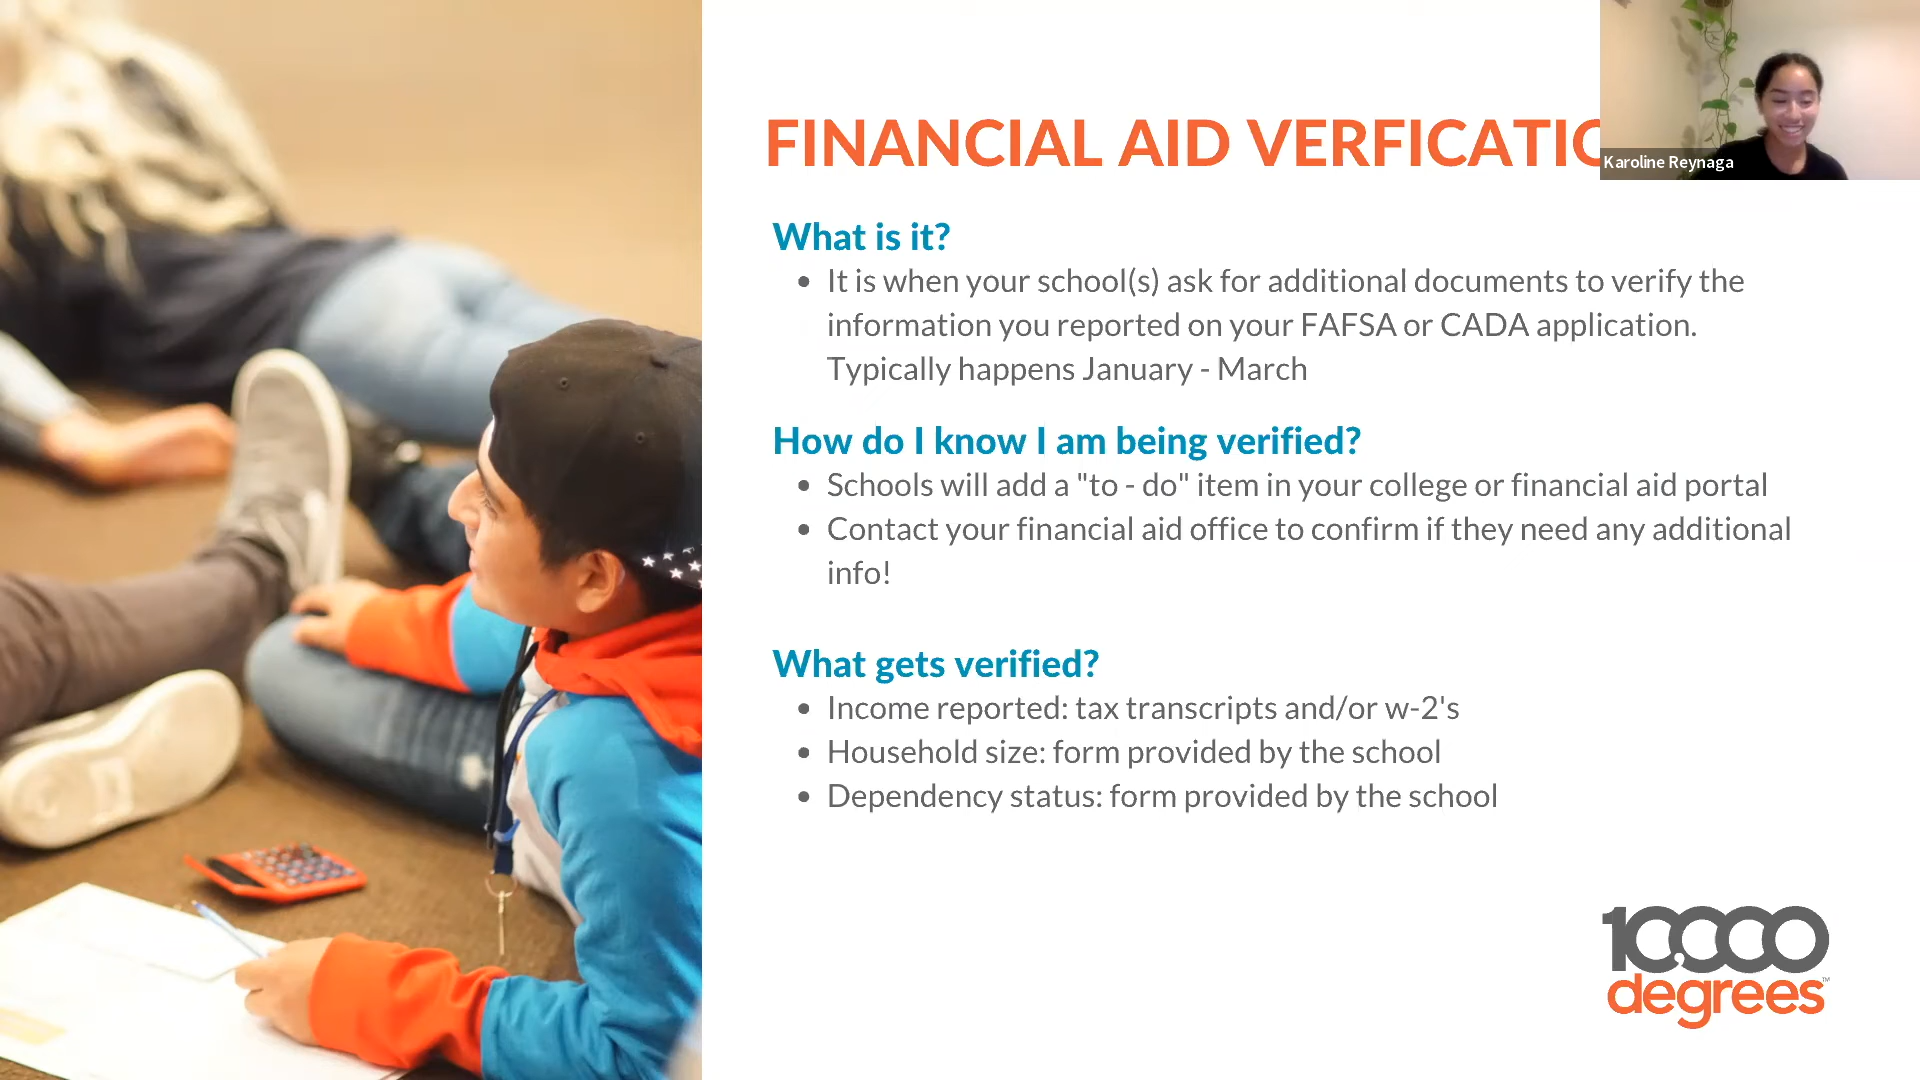 FINANCIAL AID VERFICATIO
Karoline Reynaga
What is it?
• It is when your school(s) ask for additional documents to verify the
information you reported on your FAFSA or CADA application.
Typically happens January - March
How do I know I am being verified?
• Schools will add a "to - do" item in your college or financial aid portal
• Contact your financial aid office to confirm if they need any additional
info!
What gets verified?
• Income reported: tax transcripts and/or w-2's
• Household size: form provided by the school
• Dependency status: form provided by the school
10,000
degrees™